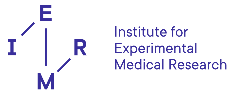 E
I R
M
Institute for
Experimental
Medical Research